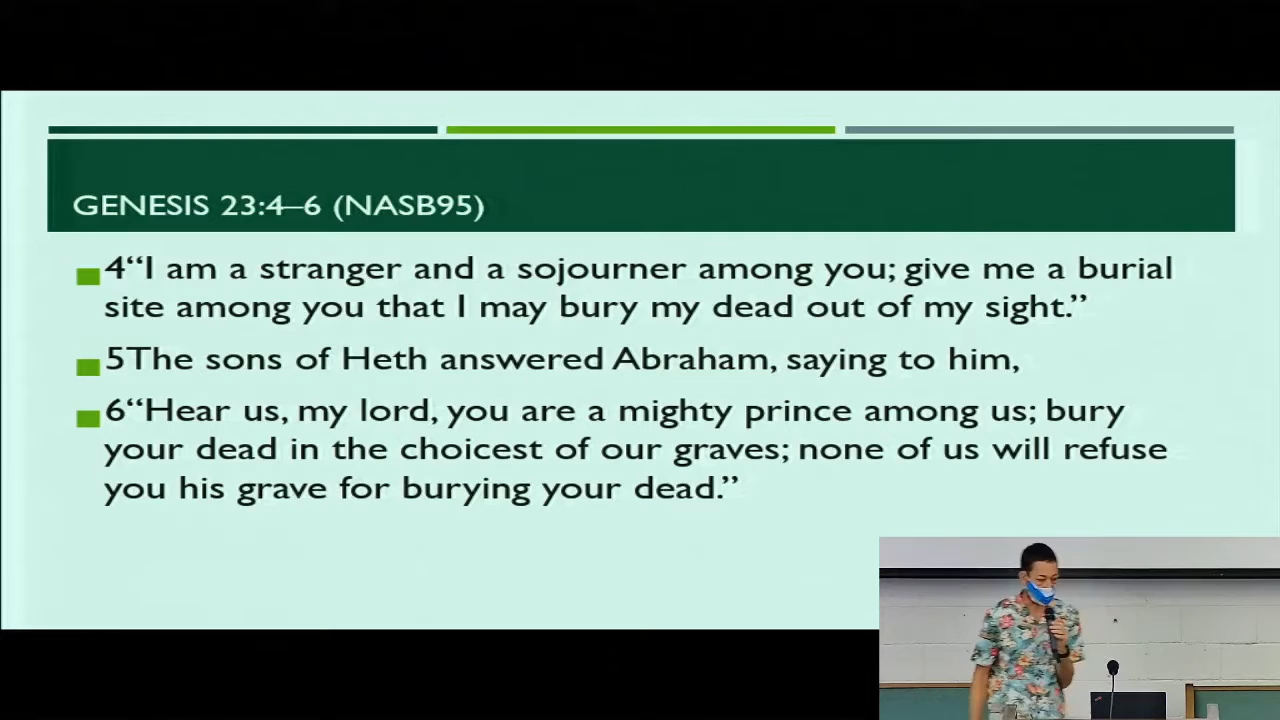 GENESIS 23:4–6 (NASB95)
4“I am a stranger and a sojourner among you; give me a burial
site among you that I may bury my dead out of my sight.”
5The sons of Heth answered Abraham, saying to him,
6“Hear us, my lord, you are a mighty prince among us; bury
your dead in the choicest of our graves; none of us will refuse
you his grave for burying your dead.”